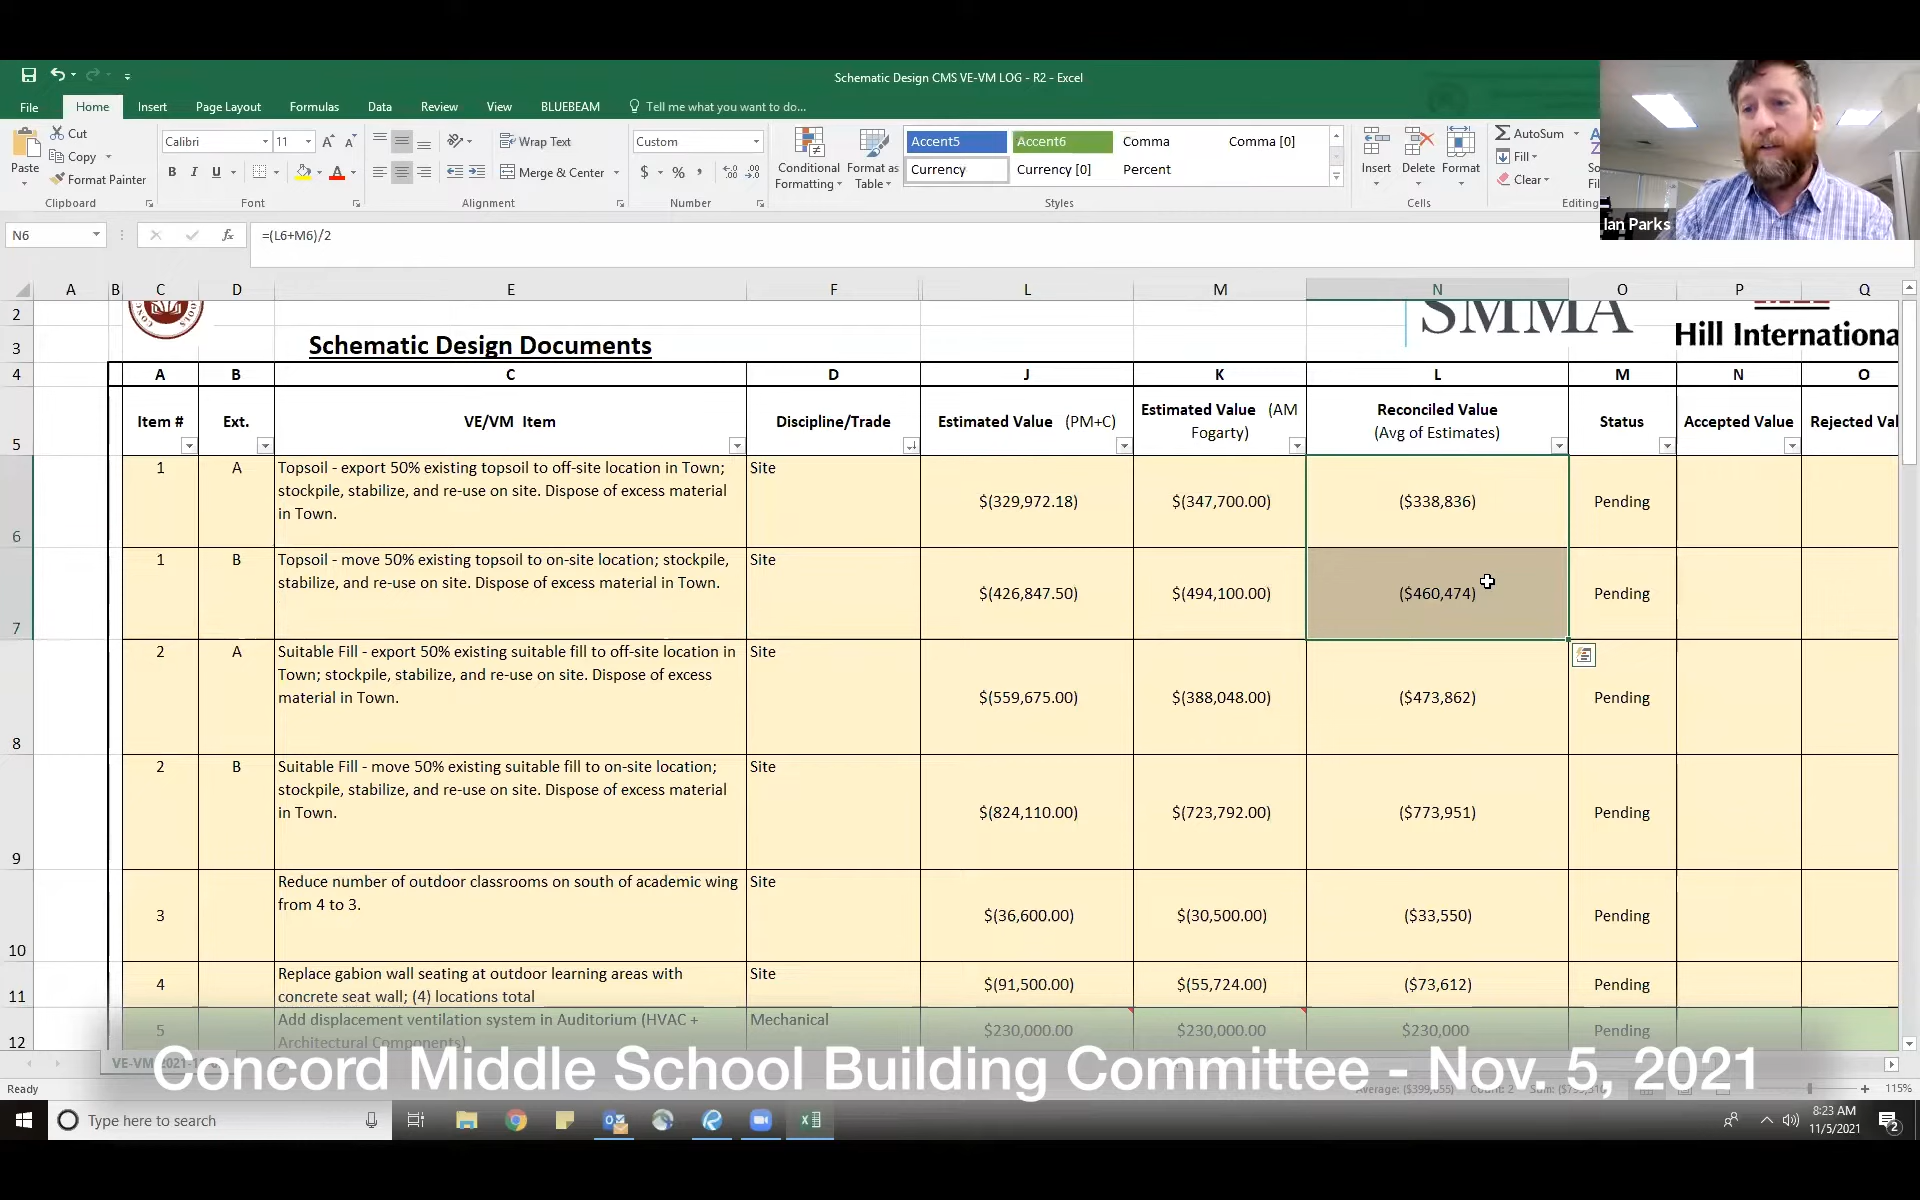 Schematic Design CMS VE-VM LOG - R2 - Excel
File Home Insert Page Layout Formulas Data Review View BLUEBEAM Tell me what you want to do...
Cut
Copy
Format Painter
Paste
Clipboard
Calibri 11
B I U
Font
Wrap Text
Merge & Center
Alignment
Custom
$ % ,
Number
Conditional Formatting
Format as Table
Accent5 Accent6 Comma Comma [0]
Currency Currency [0] Percent
Styles
Insert Delete Format
Cells
AutoSum
Fill
Clear
Editing
Ian Parks
N6 fx =(L6+M6)/2
A B C D E F L M N O P Q
2 SMMA
3 Schematic Design Documents Hill Internationa
4 A B C D J K L M N O
5 Item # Ext. VE/VM Item Discipline/Trade Estimated Value (PM+C) Estimated Value (AM Fogarty) Reconciled Value (Avg of Estimates) Status Accepted Value Rejected Val
1 A Topsoil - export 50% existing topsoil to off-site location in Town; Site
stockpile, stabilize, and re-use on site. Dispose of excess material $(329,972.18) $(347,700.00) ($338,836) Pending
in Town.
6
1 B Topsoil - move 50% existing topsoil to on-site location; stockpile, Site
stabilize, and re-use on site. Dispose of excess material in Town. $(426,847.50) $(494,100.00) ($460,474) Pending
7
2 A Suitable Fill - export 50% existing suitable fill to off-site location in Site
Town; stockpile, stabilize, and re-use on site. Dispose of excess
material in Town. $(559,675.00) $(388,048.00) ($473,862) Pending
8
2 B Suitable Fill - move 50% existing suitable fill to on-site location; Site
stockpile, stabilize, and re-use on site. Dispose of excess material
in Town. $(824,110.00) $(723,792.00) ($773,951) Pending
9
Reduce number of outdoor classrooms on south of academic wing Site
from 4 to 3.
3 $(36,600.00) $(30,500.00) ($33,550) Pending
10
4 Replace gabion wall seating at outdoor learning areas with Site $(91,500.00) $(55,724.00) ($73,612) Pending
11 concrete seat wall; (4) locations total
5 Add displacement ventilation system in Auditorium (HVAC + Mechanical $230,000.00 $230,000.00 $230,000 Pending
12 Architectural Components)
Concord Middle School Building Committee - Nov. 5, 2021
Ready 115%
Type here to search
8:23 AM
11/5/2021
2